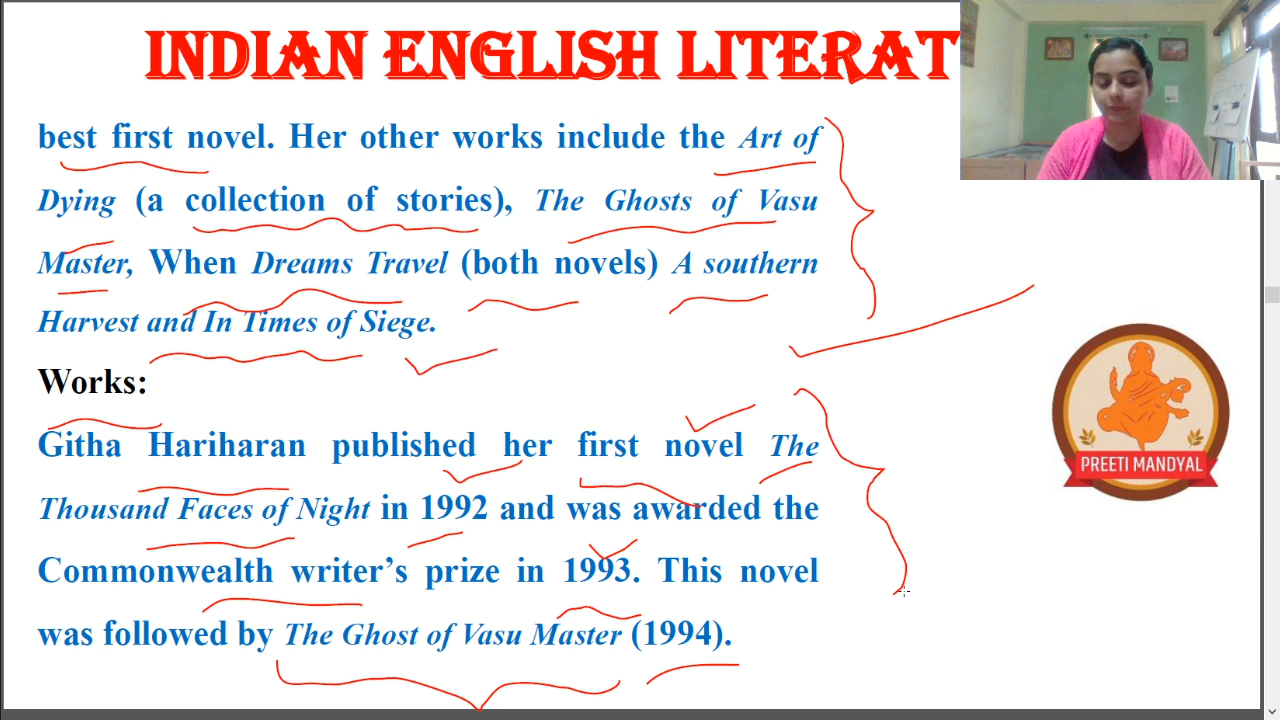 INDIAN ENGLISH LITERAT
best first novel. Her other works include the Art of
Dying (a collection of stories), The Ghosts of Vasu
Master, When Dreams Travel (both novels) A southern
Harvest and In Times of Siege.
Works:
Githa Hariharan published her first novel The
Thousand Faces of Night in 1992 and was awarded the
Commonwealth writer's prize in 1993. This novel
was followed by The Ghost of Vasu Master (1994).
PREETI MANDYAL